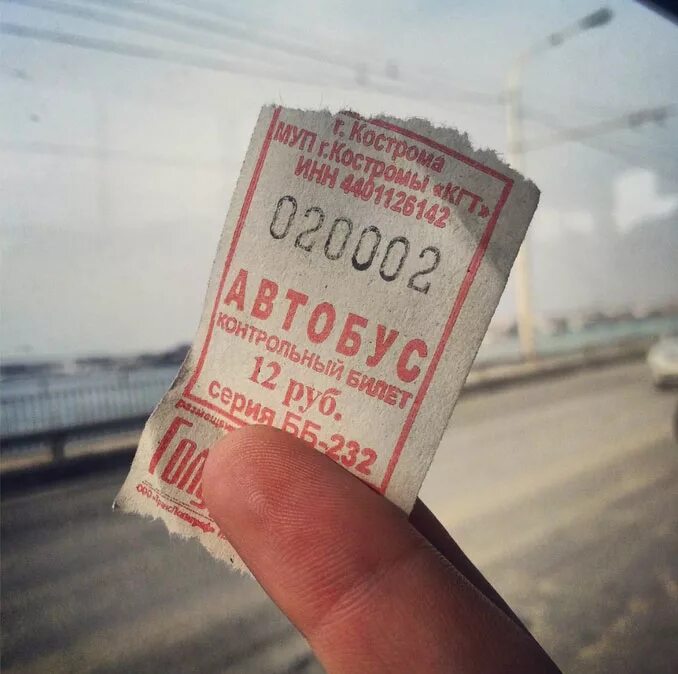 г. Кострома
МУП г.Костромы «КГТ»
ИНН 4401126142
020002
АВТОБУС
КОНТРОЛЬНЫЙ БИЛЕТ
12 руб.
серия ББ-232